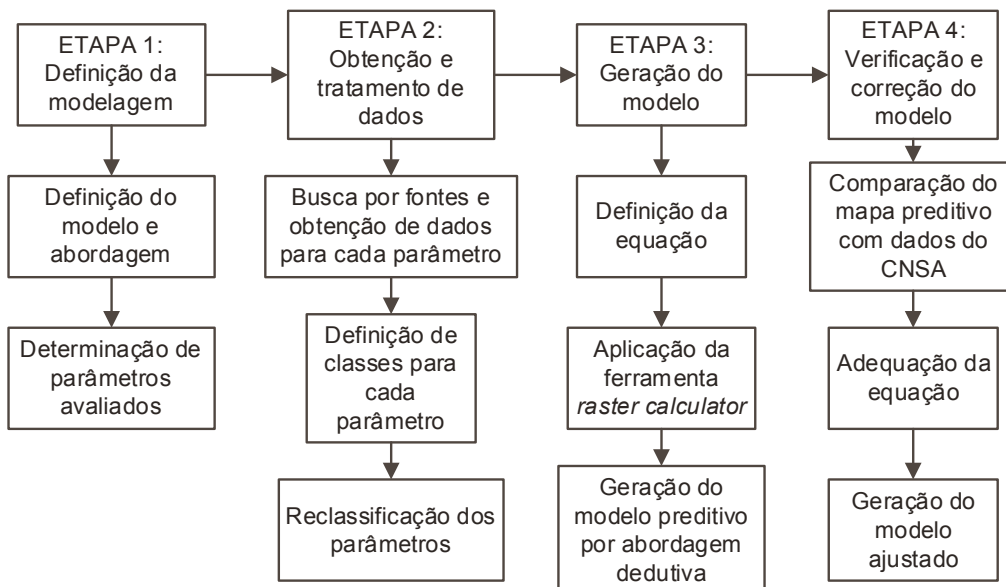 ETAPA 1:
Definição da
modelagem
ETAPA 2:
Obtenção e
tratamento de
dados
ETAPA 3:
Geração do
modelo
ETAPA 4:
Verificação e
correção do
modelo
Definição do
modelo e
abordagem
Busca por fontes e
obtenção de dados
para cada parâmetro
Definição da
equação
Comparação do
mapa preditivo
com dados do
CNSA
Determinação de
parâmetros
avaliados
Definição de
classes para
cada
parâmetro
Aplicação da
ferramenta
raster calculator
Adequação da
equação
Reclassificação dos
parâmetros
Geração do
modelo preditivo
por abordagem
dedutiva
Geração do
modelo
ajustado